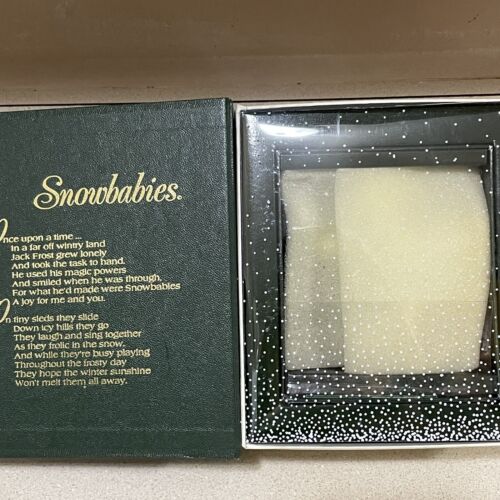 Snowbabies®
Once upon a time...
In a far off wintry land
Jack Frost grew lonely
And took the task to hand.
He used his magic powers
And smiled when he was through.
For what he'd made were Snowbabies
A joy for me and you.
On tiny sleds they slide
Down icy hills they go
They laugh and sing together
As they frolic in the snow.
And while they're busy playing
Throughout the frosty day
They hope the winter sunshine
Won't melt them all away.